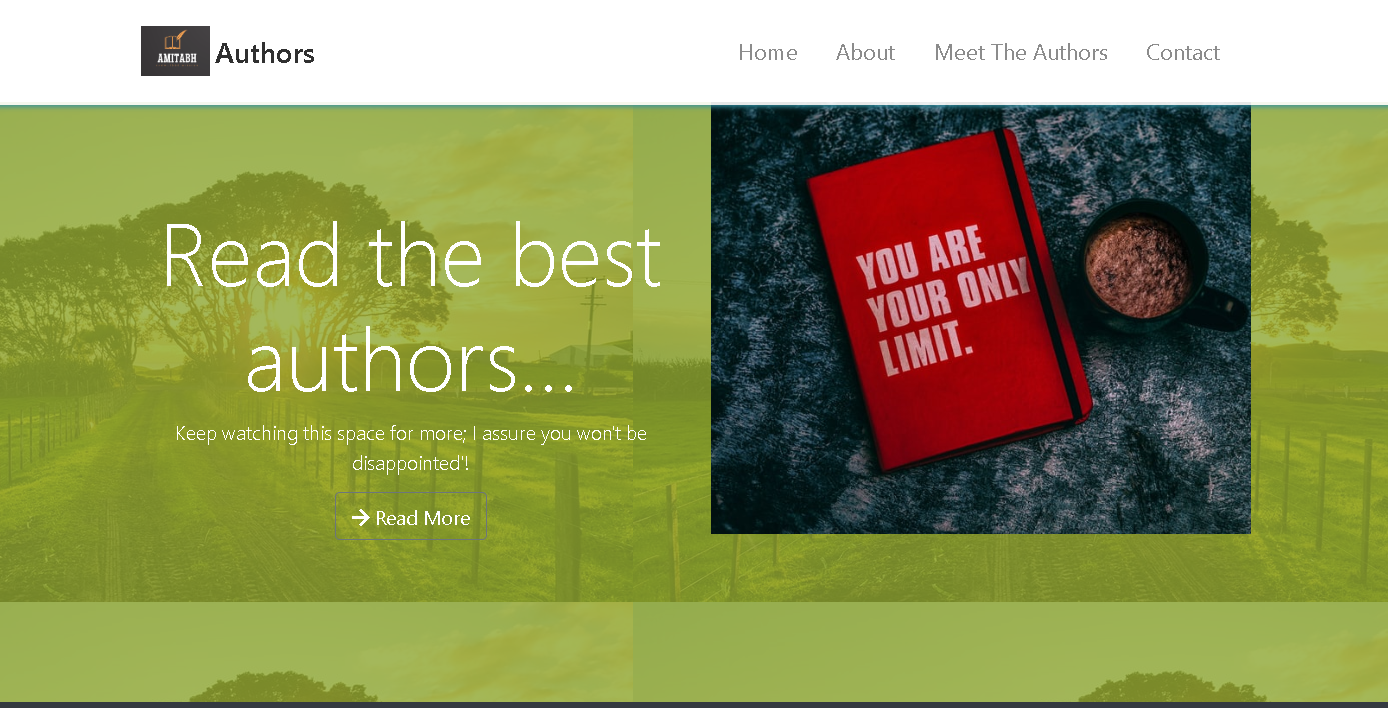 AMITABH
Authors
Home About Meet The Authors Contact
Read the best
authors...
Keep watching this space for more; I assure you won't be
disappointed'!
Read More
YOU ARE
YOUR ONLY
LIMIT.